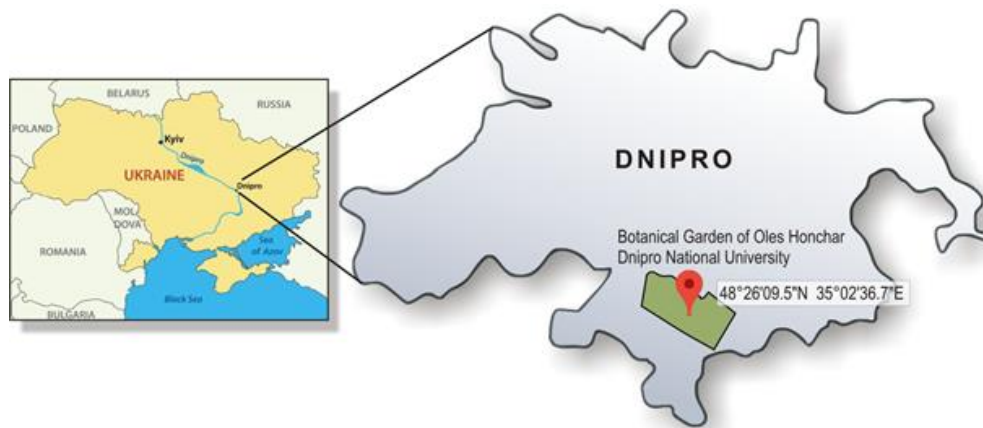 BELARUS
RUSSIA
POLAND
Kyiv
Dnipro
UKRAINE
Dnipro
MOL
DOVA
ROMANIA
Sea
of Azov
Black Sea
BULGARIA
DNIPRO
Botanical Garden of Oles Honchar
Dnipro National University
48°26'09.5"N 35°02'36.7"E